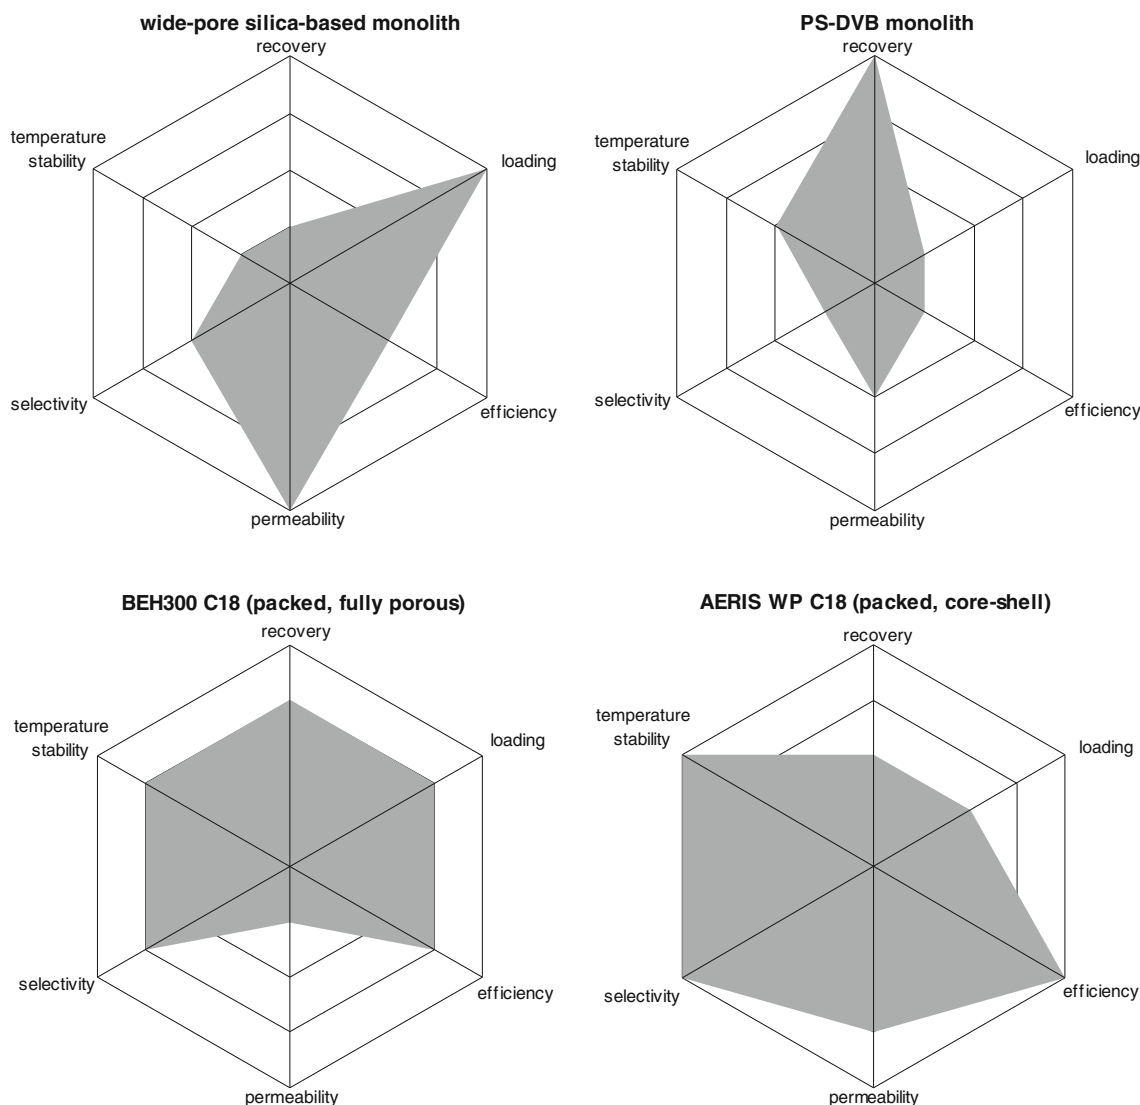 wide-pore silica-based monolith
recovery
temperature
stability
loading
selectivity
efficiency
permeability
PS-DVB monolith
recovery
temperature
stability
loading
selectivity
efficiency
permeability
BEH300 C18 (packed, fully porous)
recovery
temperature
stability
loading
selectivity
efficiency
permeability
AERIS WP C18 (packed, core-shell)
recovery
temperature
stability
loading
selectivity
efficiency
permeability